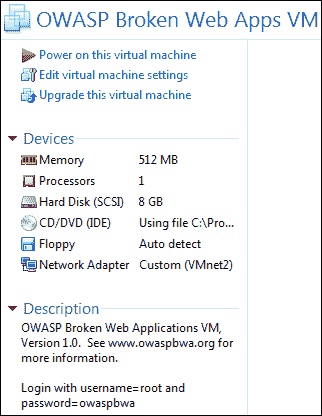 OWASP Broken Web Apps VM
Power on this virtual machine
Edit virtual machine settings
Upgrade this virtual machine
Devices
Memory 512 MB
Processors 1
Hard Disk (SCSI) 8 GB
CD/DVD (IDE) Using file C:\Pro...
Floppy Auto detect
Network Adapter Custom (VMnet2)
Description
OWASP Broken Web Applications VM,
Version 1.0. See www.owaspbwa.org for
more information.
Login with username=root and
password=owaspbwa